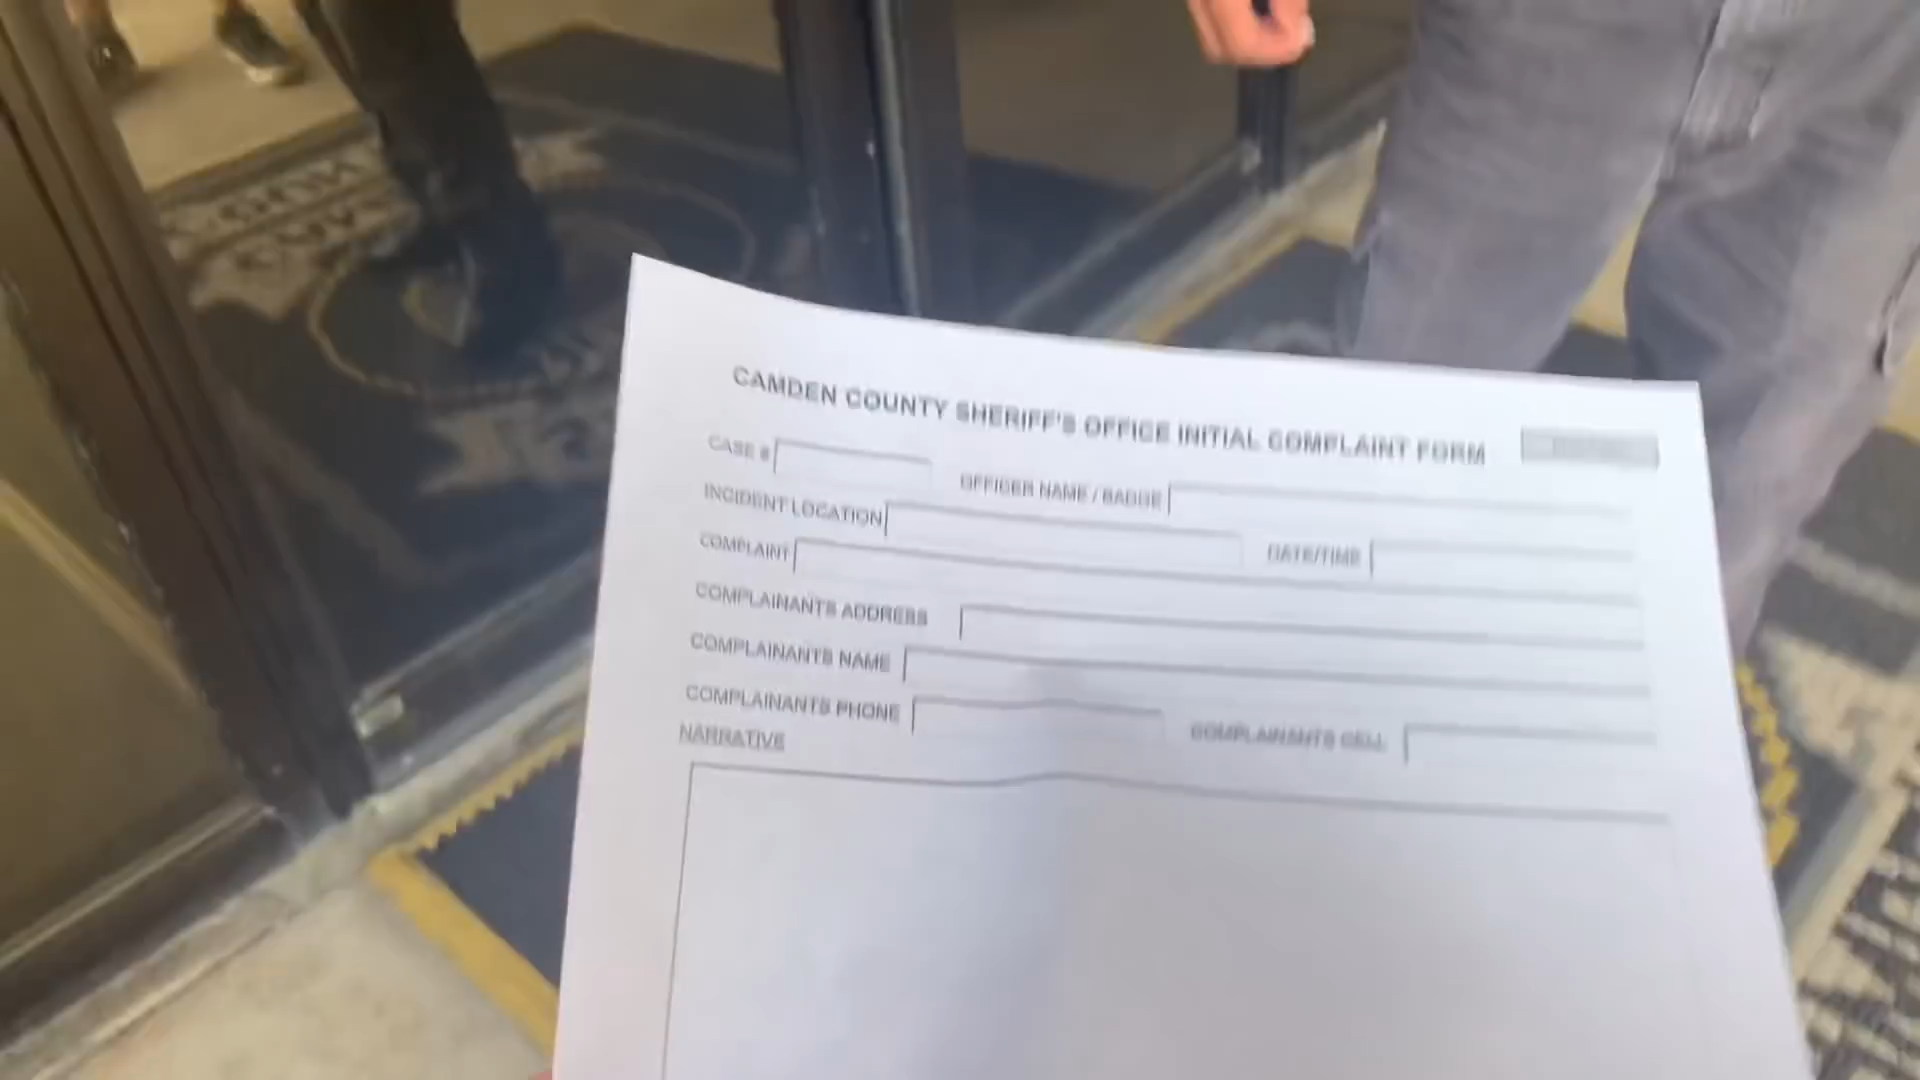 CAMDEN COUNTY SHERIFF'S OFFICE INITIAL COMPLAINT FORM
CASE # OFFICER NAME / BADGE
INCIDENT LOCATION DATE/TIME
COMPLAINT
COMPLAINANTS ADDRESS
COMPLAINANTS NAME
COMPLAINANTS PHONE COMPLAINANTS CELL
NARRATIVE